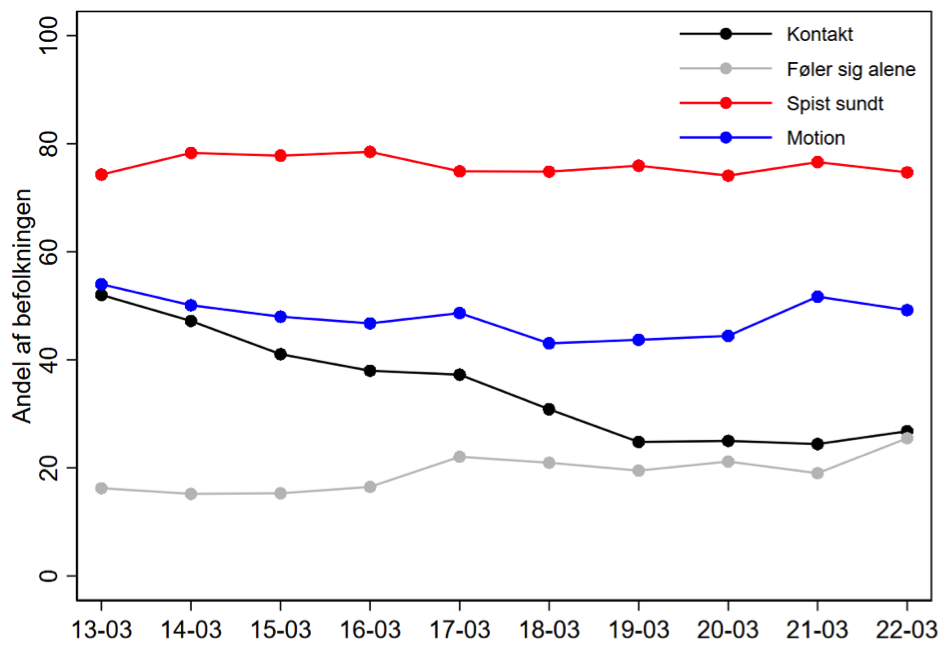 Kontakt
Føler sig alene
Spist sundt
Motion
Andel af befolkningen
100
80
60
40
20
0
13-03 14-03 15-03 16-03 17-03 18-03 19-03 20-03 21-03 22-03